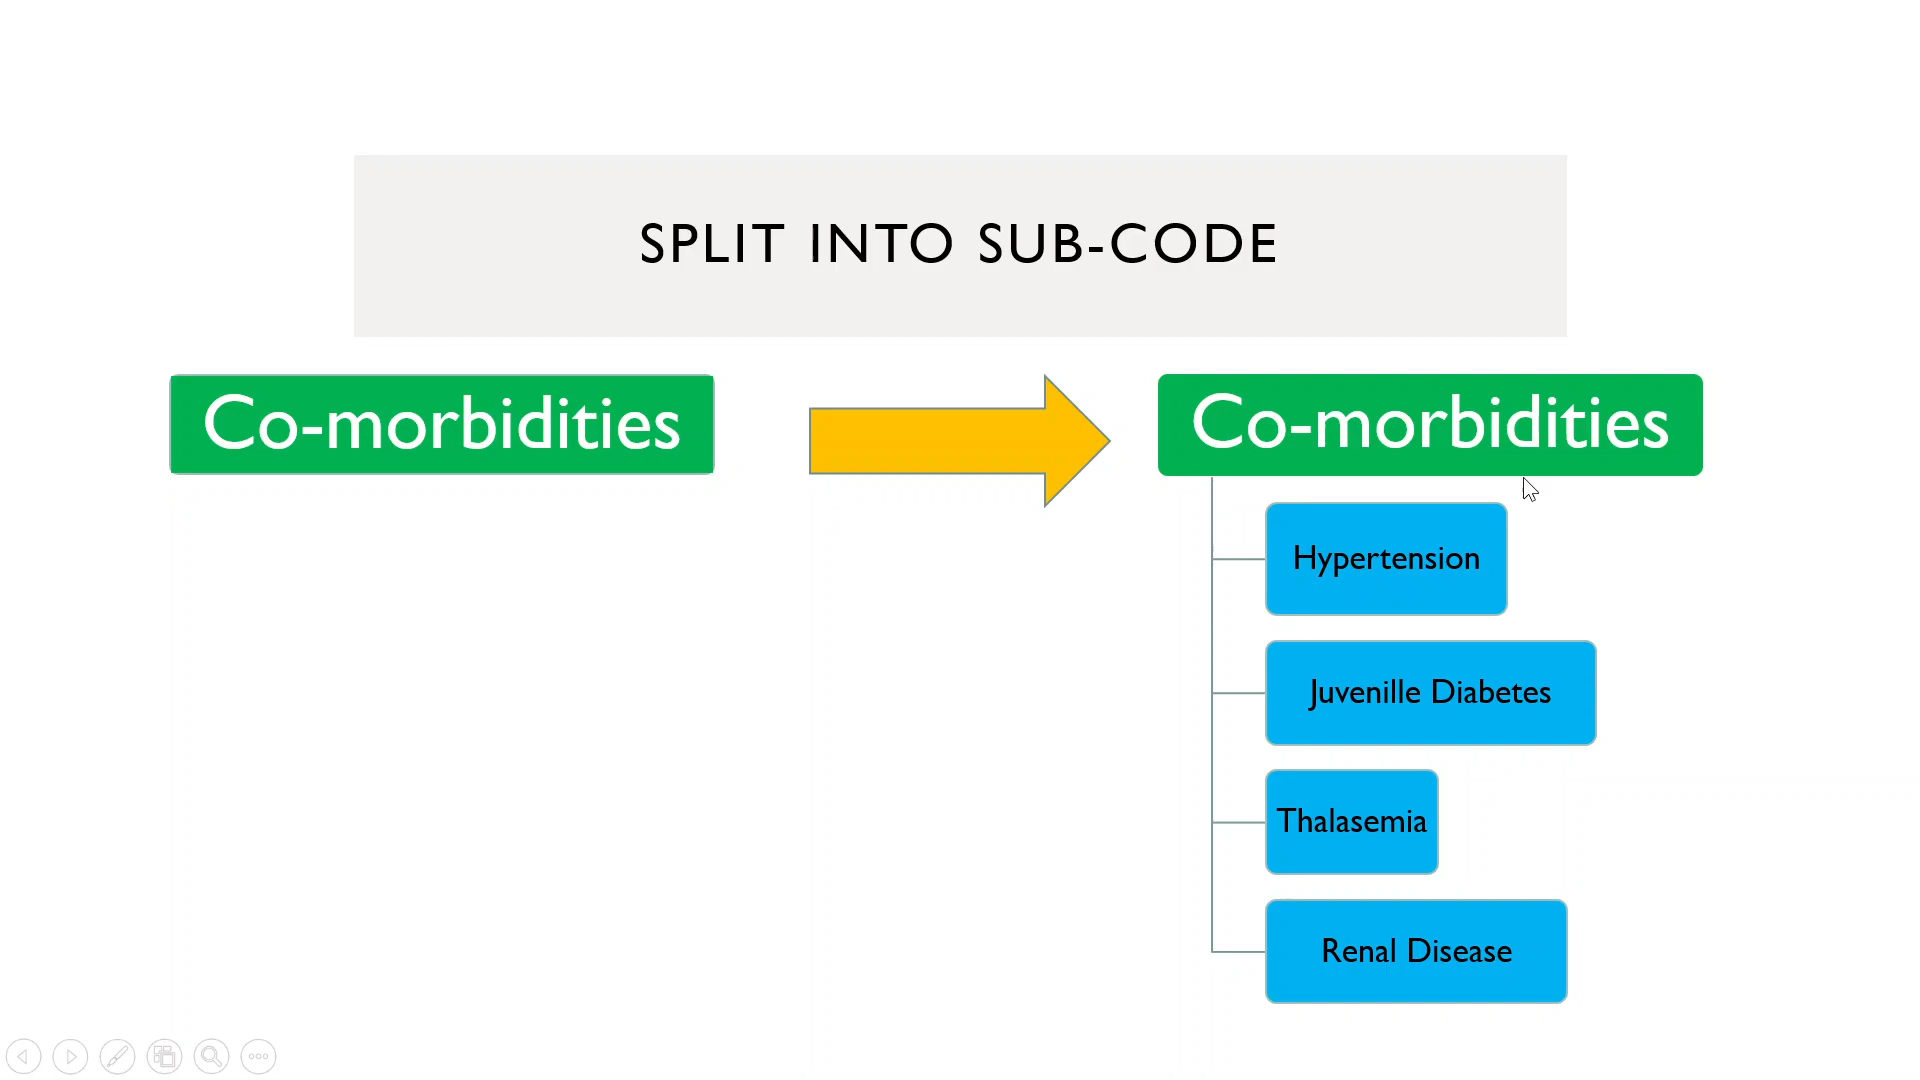 SPLIT INTO SUB-CODE
Co-morbidities
Co-morbidities
Hypertension
Juvenille Diabetes
Thalasemia
Renal Disease